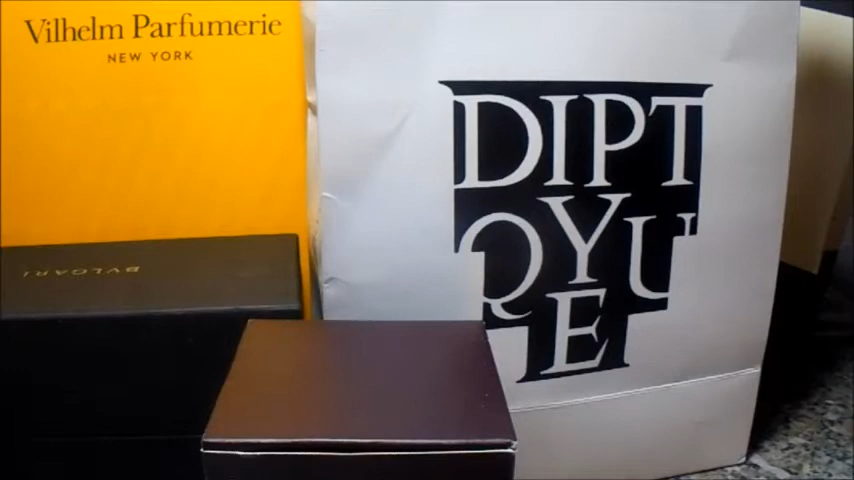 Vilhelm Parfumerie
NEW YORK
BVLGARI
DIPT
QYU
E